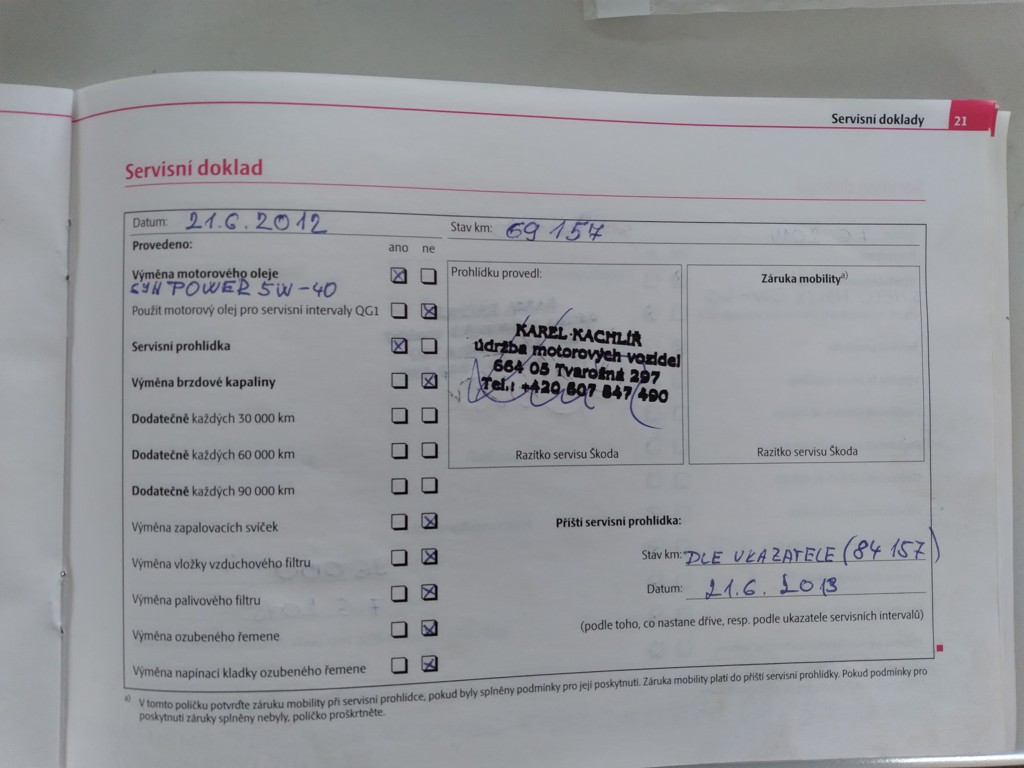 Servisní doklady 21
Servisní doklad
Datum: 21.6.2012
Stav km: 69 157
Provedeno:
ano ne
Výměna motorového oleje
SYN POWER 5W-40
Použit motorový olej pro servisní intervaly QG1
Servisní prohlídka
Výměna brzdové kapaliny
Dodatečně každých 30 000 km
Dodatečně každých 60 000 km
Dodatečně každých 90 000 km
Výměna zapalovacích svíček
Výměna vložky vzduchového filtru
Výměna palivového filtru
Výměna ozubeného řemene
Výměna napínací kladky ozubeného řemene
Prohlídku provedl:
KAREL KACHLÍŘ
údržba motorových vozidel
664 05 Tvarožná 297
Tel.: +420 607 847 490
Razítko servisu Škoda
Záruka mobility a)
Razítko servisu Škoda
Příští servisní prohlídka:
Stav km: DLE UKAZATELE (84 157)
Datum: 21.6.2013
(podle toho, co nastane dříve, resp. podle ukazatele servisních intervalů)
a) V tomto políčku potvrďte záruku mobility při servisní prohlídce, pokud byly splněny podmínky pro její poskytnutí. Záruka mobility platí do příští servisní prohlídky. Pokud podmínky pro
poskytnutí záruky splněny nebyly, políčko proškrtněte.